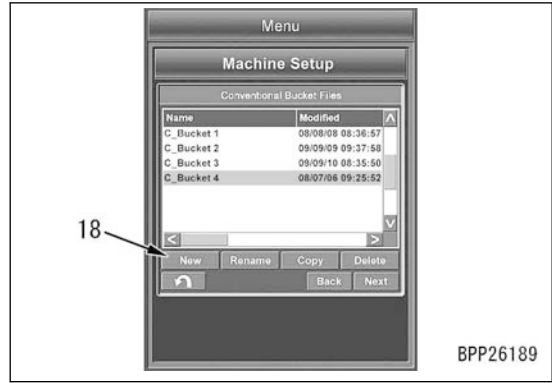 Menu
Machine Setup
Conventional Bucket Files
Name Modified
C_Bucket 1 08/08/08 08:36:57
C_Bucket 2 09/09/09 09:37:58
C_Bucket 3 09/09/10 08:35:50
C_Bucket 4 08/07/06 09:25:52
18
New Rename Copy Delete
Back Next
BPP26189